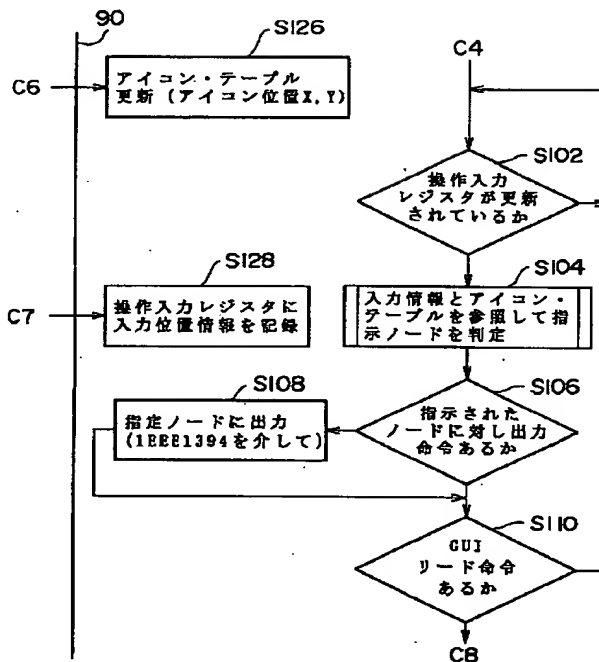 90
S126
C6
アイコン・テーブル
更新 (アイコン位置X, Y)
C4
S102
操作入力
レジスタが更新
されているか
S128
C7
操作入力レジスタに
入力位置情報を記録
S104
入力情報とアイコン・
テーブルを参照して指
示ノードを判定
S106
指示された
ノードに対し出力
命令あるか
S108
指定ノードに出力
(IEEE1394を介して)
S110
GUI
リード命令
あるか
C8